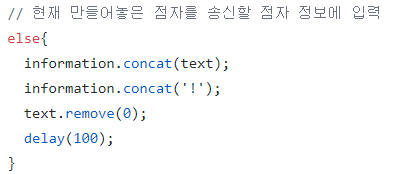 // 현재 만들어놓은 점자를 송신할 점자 정보에 입력
else{
information.concat(text);
information.concat('!');
text.remove(0);
delay(100);
}